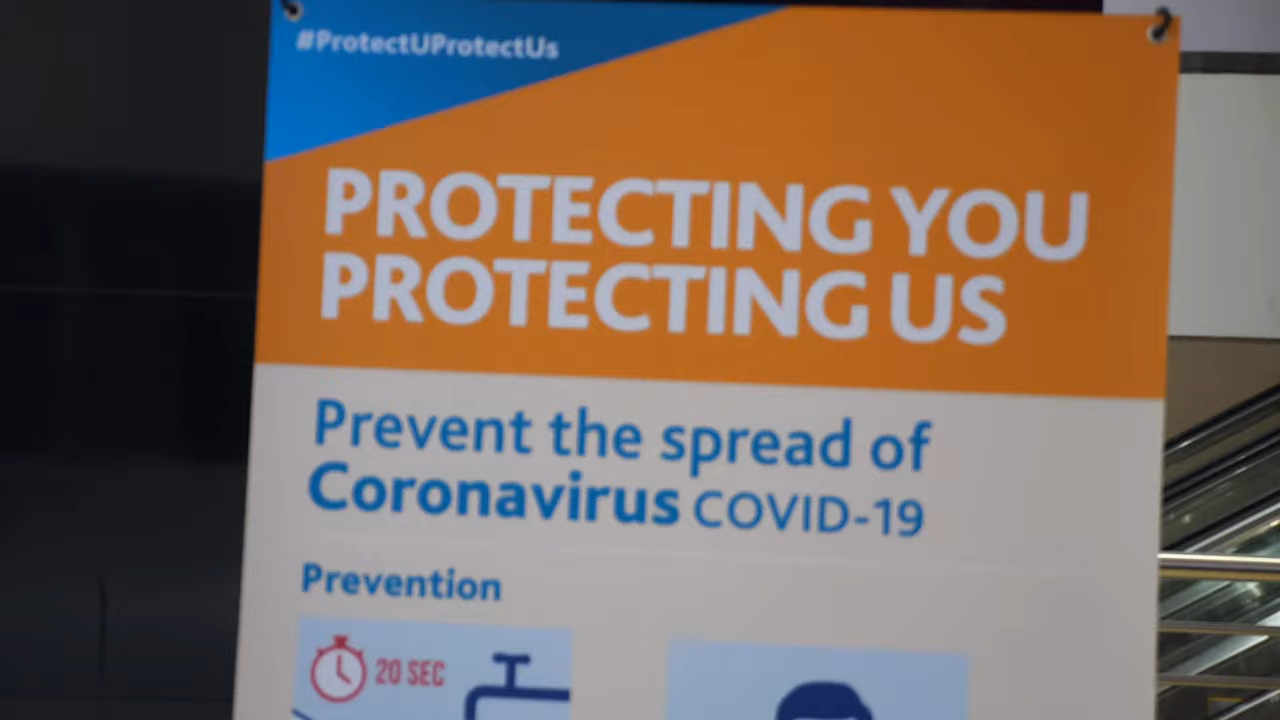 #ProtectUProtectUs
PROTECTING YOU
PROTECTING US
Prevent the spread of
Coronavirus COVID-19
Prevention
20 SEC